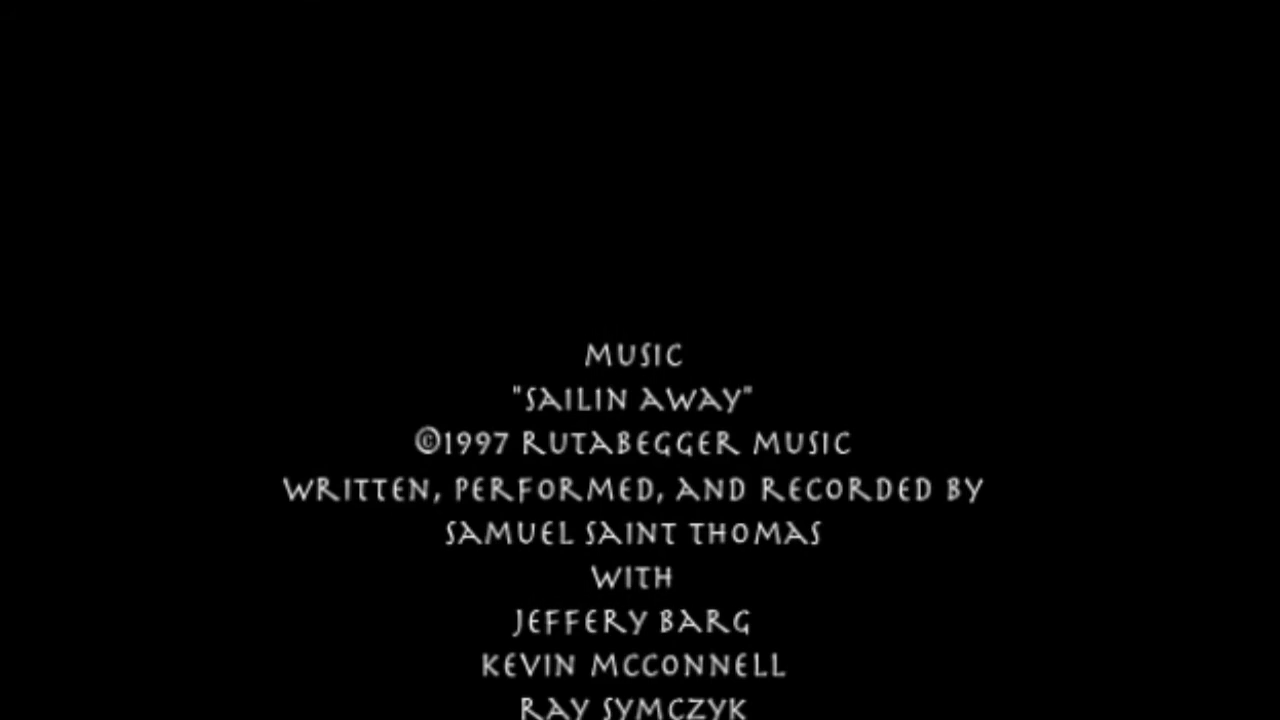 MUSIC
"SAILIN AWAY"
©1997 RUTABEGGER MUSIC
WRITTEN, PERFORMED, AND RECORDED BY
SAMUEL SAINT THOMAS
WITH
JEFFERY BARG
KEVIN MCCONNELL
RAY SYMCZYK